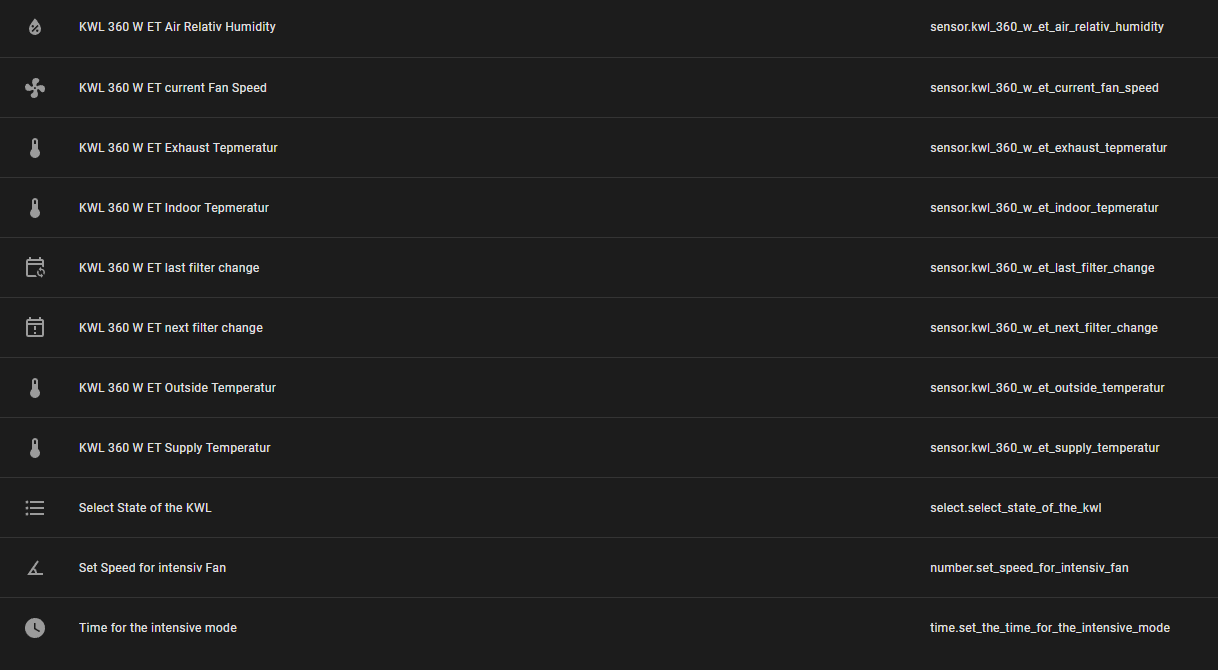 KWL 360 W ET Air Relativ Humidity sensor.kwl_360_w_et_air_relativ_humidity
KWL 360 W ET current Fan Speed sensor.kwl_360_w_et_current_fan_speed
KWL 360 W ET Exhaust Tepmeratur sensor.kwl_360_w_et_exhaust_tepmeratur
KWL 360 W ET Indoor Tepmeratur sensor.kwl_360_w_et_indoor_tepmeratur
KWL 360 W ET last filter change sensor.kwl_360_w_et_last_filter_change
KWL 360 W ET next filter change sensor.kwl_360_w_et_next_filter_change
KWL 360 W ET Outside Temperatur sensor.kwl_360_w_et_outside_temperatur
KWL 360 W ET Supply Temperatur sensor.kwl_360_w_et_supply_temperatur
Select State of the KWL select.select_state_of_the_kwl
Set Speed for intensiv Fan number.set_speed_for_intensiv_fan
Time for the intensive mode time.set_the_time_for_the_intensive_mode